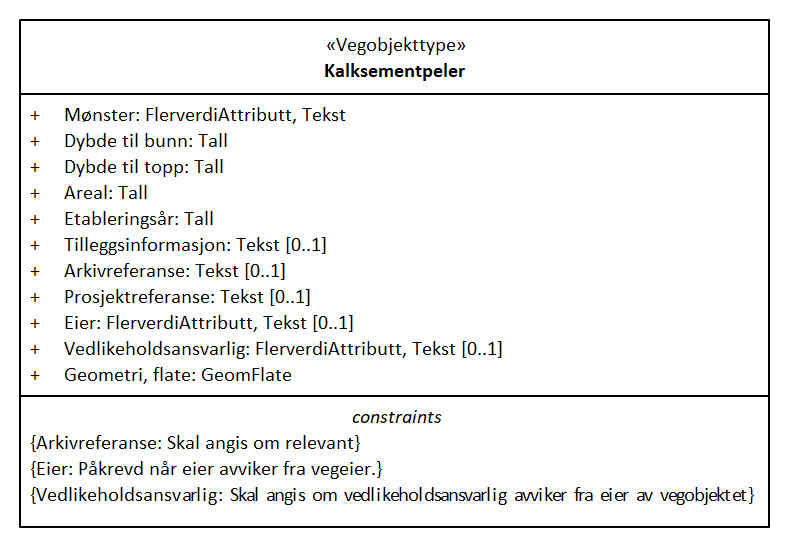 «Vegobjekttype»
Kalksementpeler
+ Mønster: FlerverdiAttributt, Tekst
+ Dybde til bunn: Tall
+ Dybde til topp: Tall
+ Areal: Tall
+ Etableringsår: Tall
+ Tilleggsinformasjon: Tekst [0..1]
+ Arkivreferanse: Tekst [0..1]
+ Prosjektreferanse: Tekst [0..1]
+ Eier: FlerverdiAttributt, Tekst [0..1]
+ Vedlikeholdsansvarlig: FlerverdiAttributt, Tekst [0..1]
+ Geometri, flate: GeomFlate
constraints
{Arkivreferanse: Skal angis om relevant}
{Eier: Påkrevd når eier avviker fra vegeier.}
{Vedlikeholdsansvarlig: Skal angis om vedlikeholdsansvarlig avviker fra eier av vegobjektet}